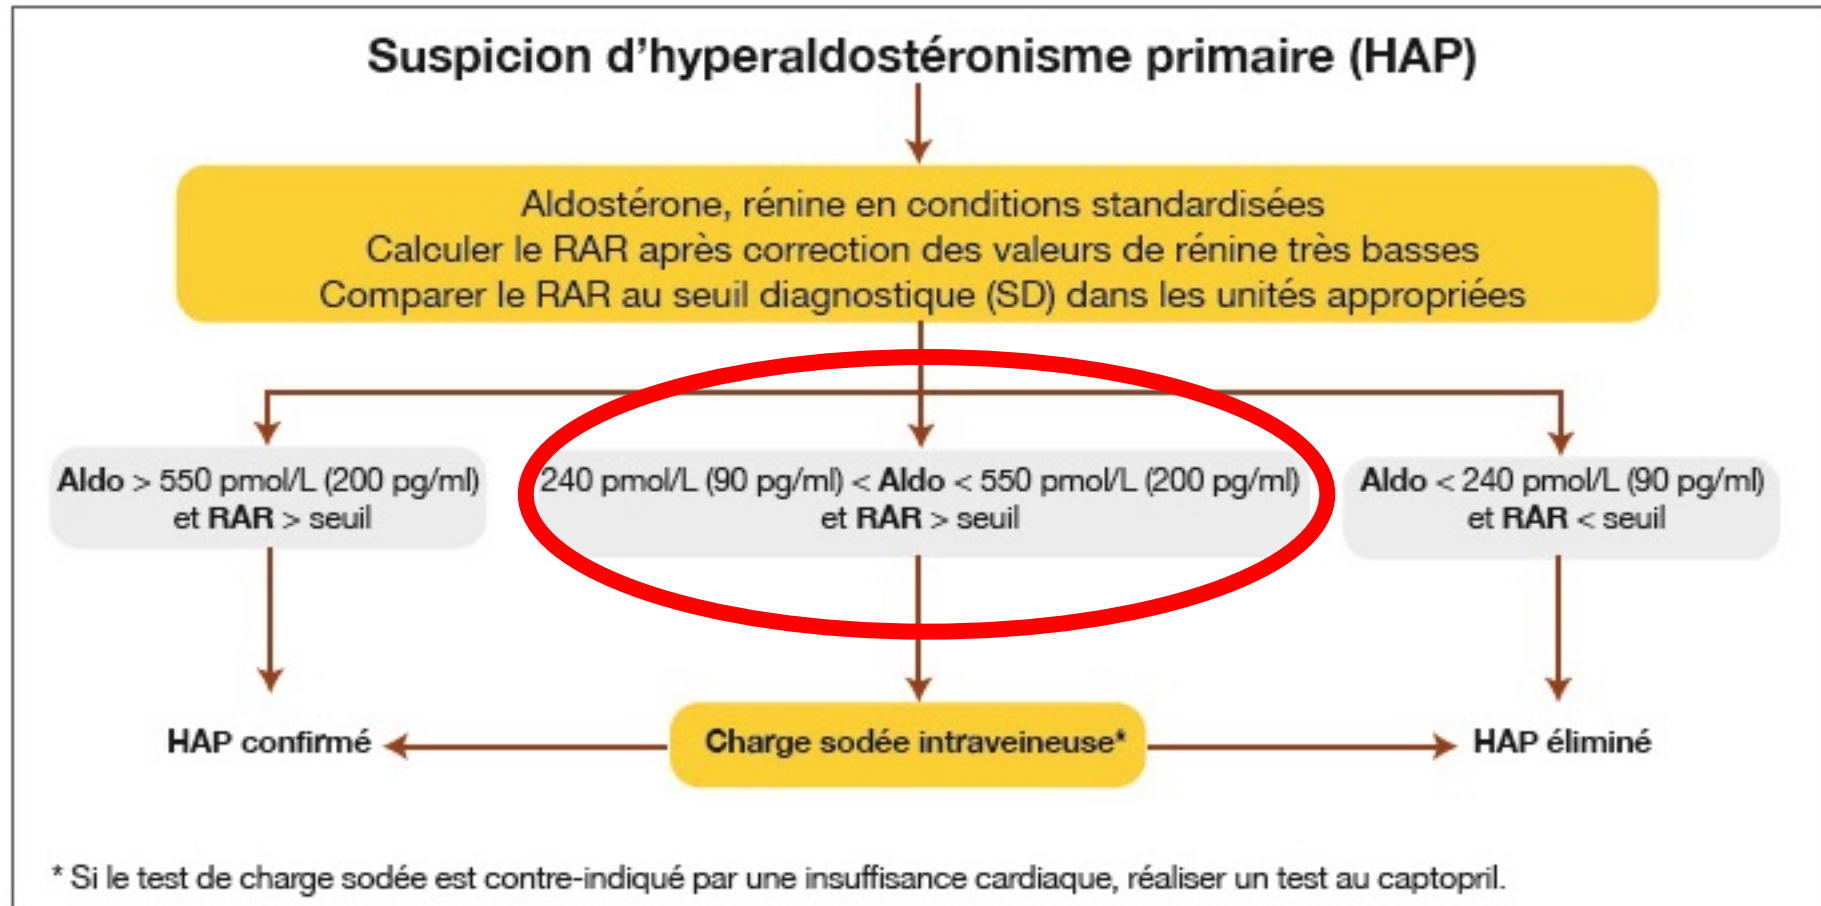 Suspicion d’hyperaldostéronisme primaire (HAP)
Aldostérone, rénine en conditions standardisées
Calculer le RAR après correction des valeurs de rénine très basses
Comparer le RAR au seuil diagnostique (SD) dans les unités appropriées
Aldo > 550 pmol/L (200 pg/ml)
et RAR > seuil
240 pmol/L (90 pg/ml) < Aldo < 550 pmol/L (200 pg/ml)
et RAR > seuil
Aldo < 240 pmol/L (90 pg/ml)
et RAR < seuil
HAP confirmé
Charge sodée intraveineuse*
HAP éliminé
* Si le test de charge sodée est contre-indiqué par une insuffisance cardiaque, réaliser un test au captopril.